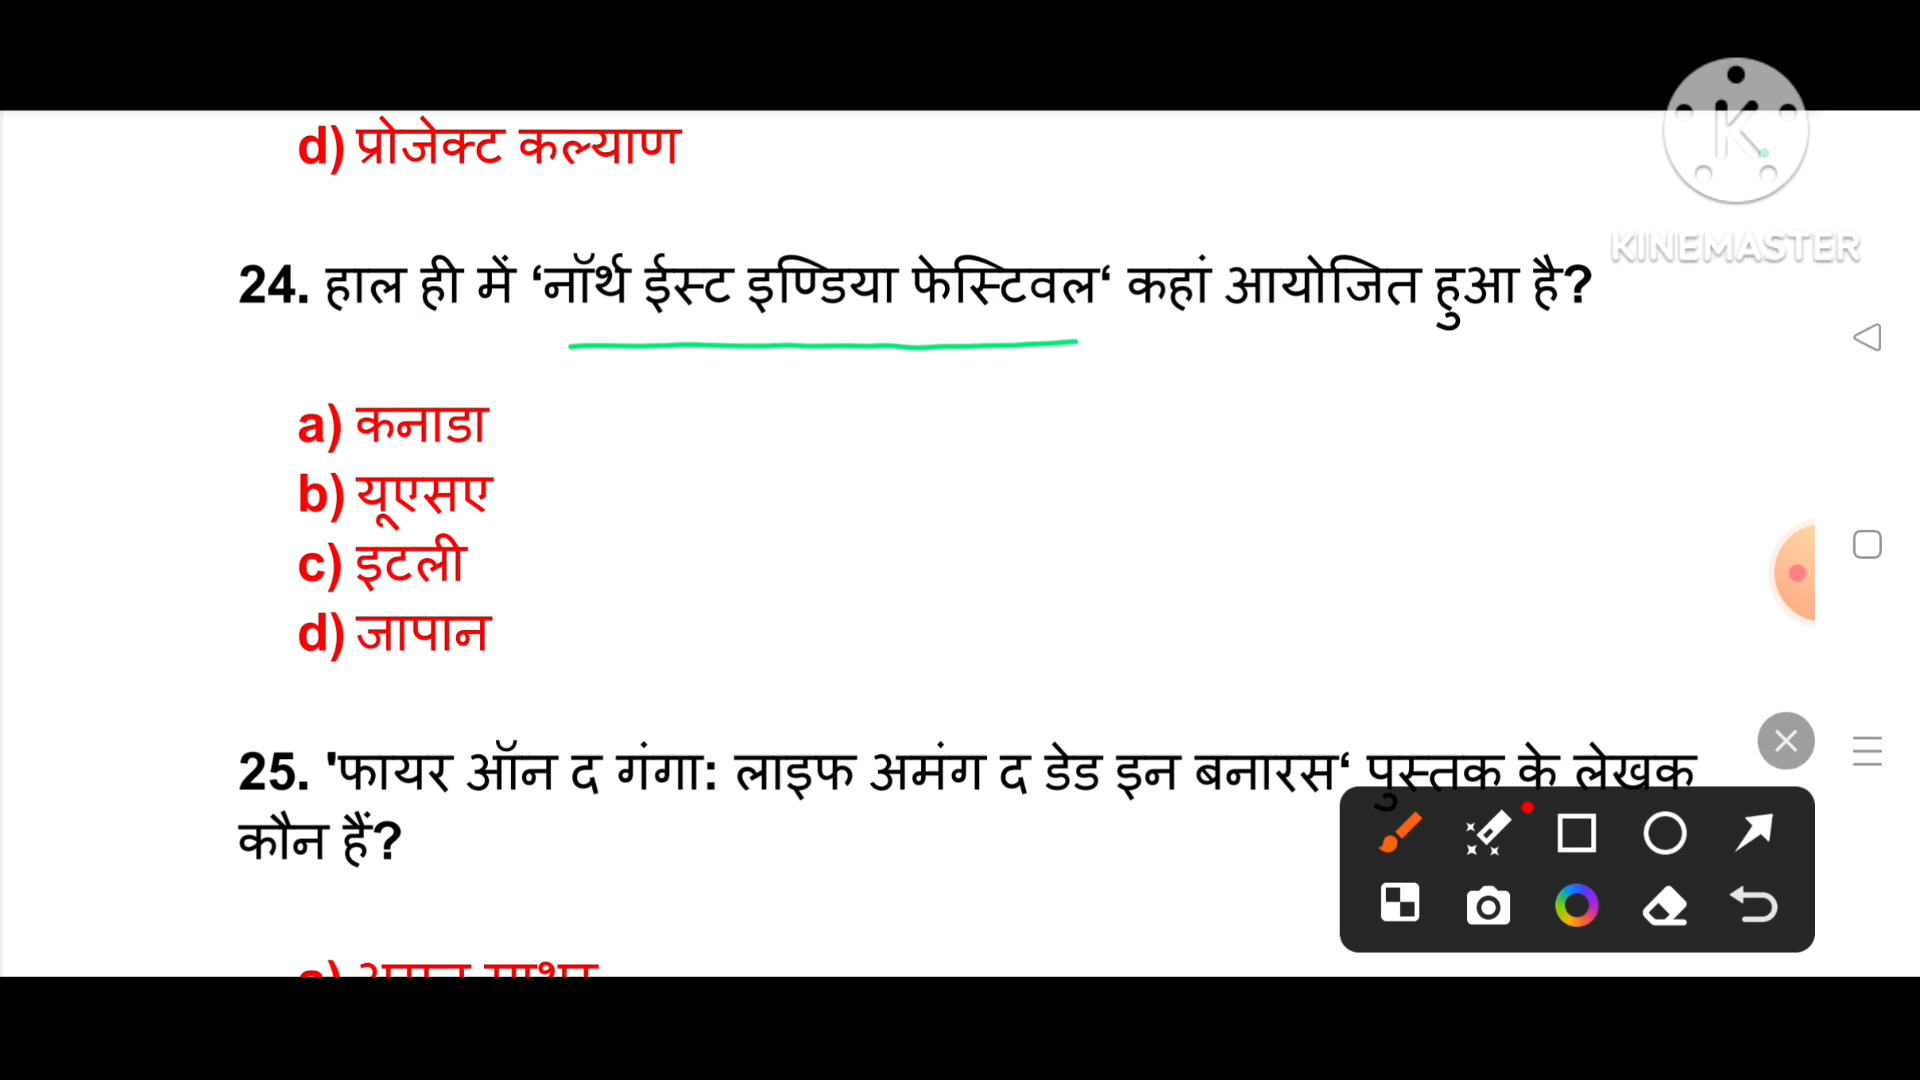 d) प्रोजेक्ट कल्याण
KINEMASTER
24. हाल ही में ‘नॉर्थ ईस्ट इण्डिया फेस्टिवल‘ कहां आयोजित हुआ है?
a) कनाडा
b) यूएसए
c) इटली
d) जापान
25. 'फायर ऑन द गंगा: लाइफ अमंग द डेड इन बनारस‘ पुस्तक के लेखक
कौन हैं?